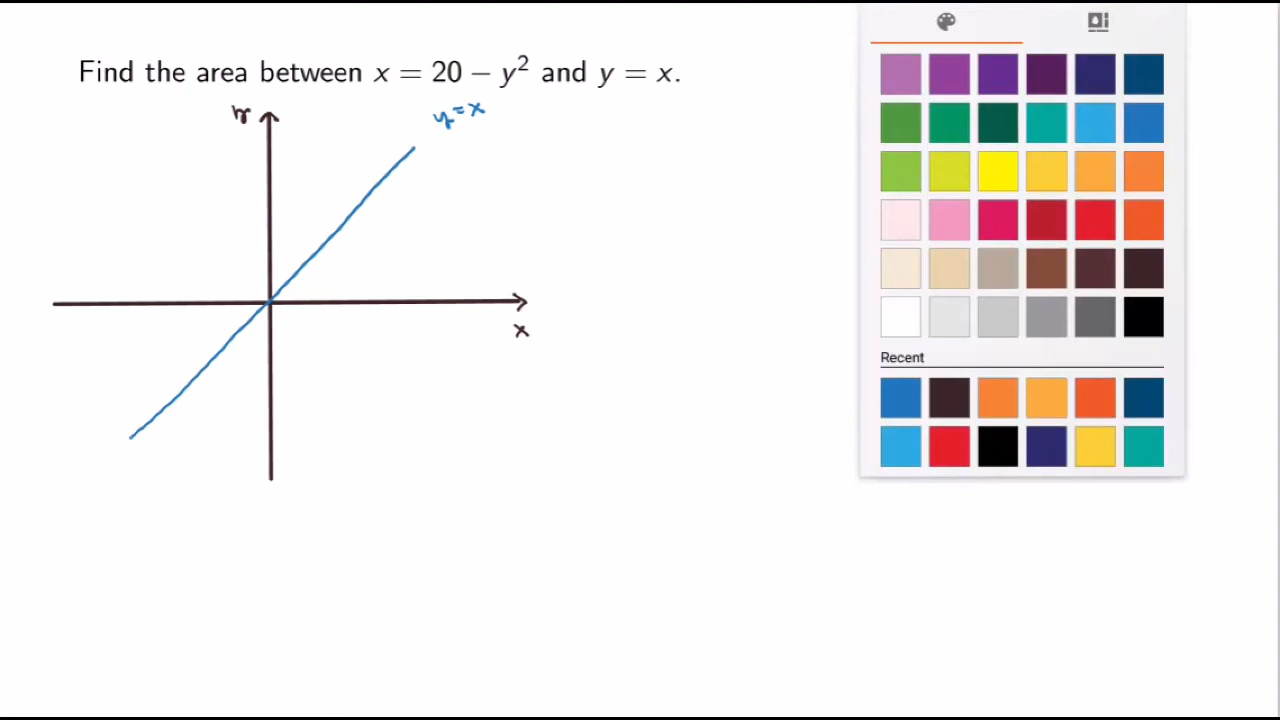 Find the area between x = 20 − y² and y = x.
y
y=x
x
Recent